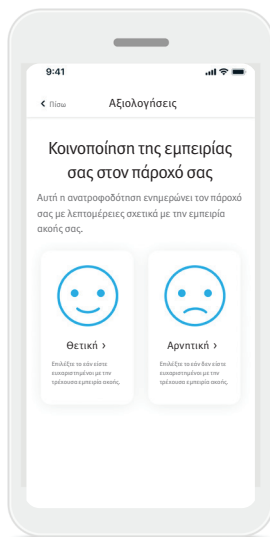 9:41
Πίσω
Αξιολογήσεις
Κοινοποίηση της εμπειρίας
σας στον πάροχό σας
Αυτή η ανατροφοδότηση ενημερώνει τον πάροχό
σας με λεπτομέρειες σχετικά με την εμπειρία
ακοής σας.
Θετική ›
Επιλέξτε το εάν είστε
ευχαριστημένοι με την
τρέχουσα εμπειρία ακοής.
Αρνητική ›
Επιλέξτε το εάν δεν είστε
ευχαριστημένοι με την
τρέχουσα εμπειρία ακοής.